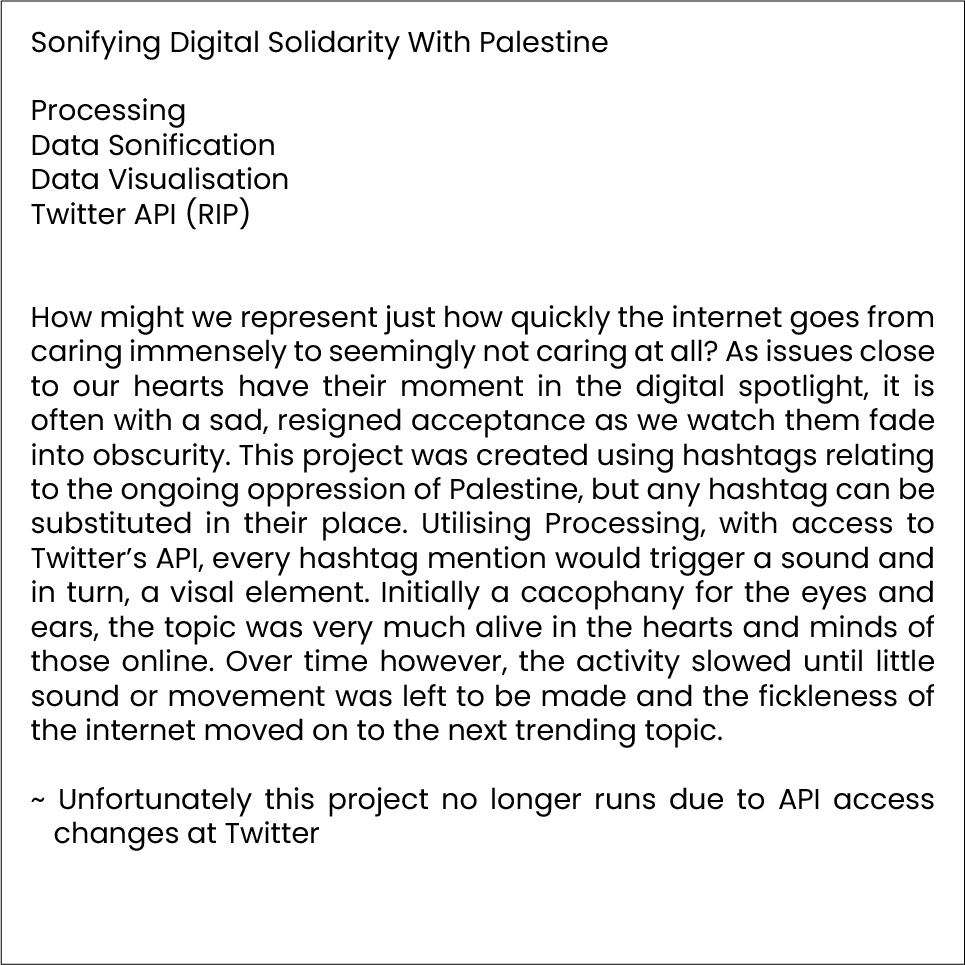 Sonifying Digital Solidarity With Palestine
Processing
Data Sonification
Data Visualisation
Twitter API (RIP)
How might we represent just how quickly the internet goes from
caring immensely to seemingly not caring at all? As issues close
to our hearts have their moment in the digital spotlight, it is
often with a sad, resigned acceptance as we watch them fade
into obscurity. This project was created using hashtags relating
to the ongoing oppression of Palestine, but any hashtag can be
substituted in their place. Utilising Processing, with access to
Twitter’s API, every hashtag mention would trigger a sound and
in turn, a visal element. Initially a cacophany for the eyes and
ears, the topic was very much alive in the hearts and minds of
those online. Over time however, the activity slowed until little
sound or movement was left to be made and the fickleness of
the internet moved on to the next trending topic.
~ Unfortunately this project no longer runs due to API access
changes at Twitter